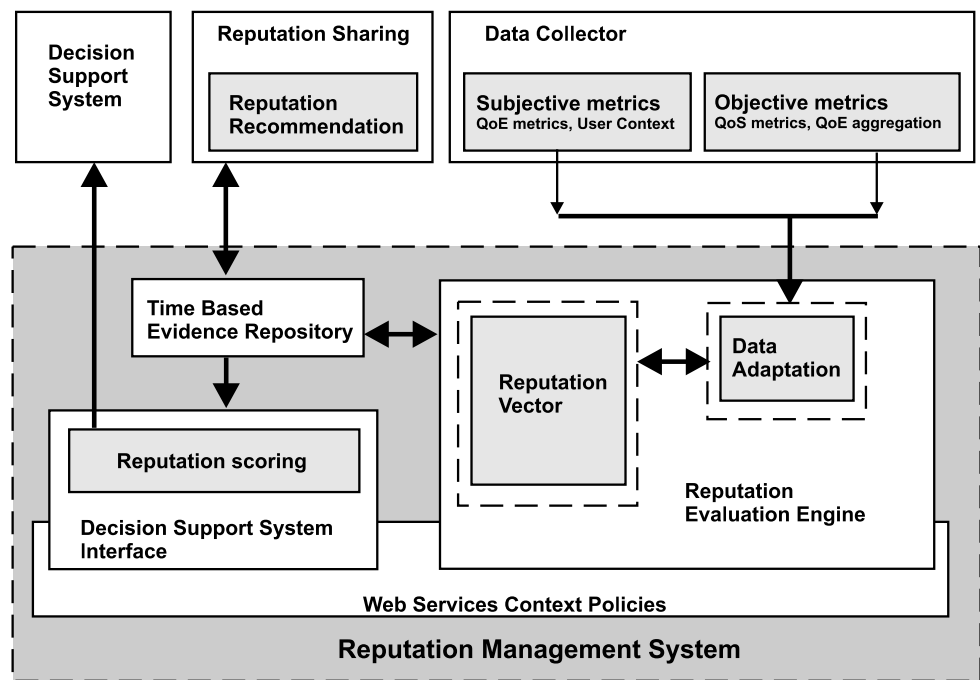 Decision
Support
System
Reputation Sharing
Reputation
Recommendation
Data Collector
Subjective metrics
QoE metrics, User Context
Objective metrics
QoS metrics, QoE aggregation
Time Based
Evidence Repository
Reputation
Vector
Data
Adaptation
Reputation scoring
Decision Support System
Interface
Reputation
Evaluation Engine
Web Services Context Policies
Reputation Management System